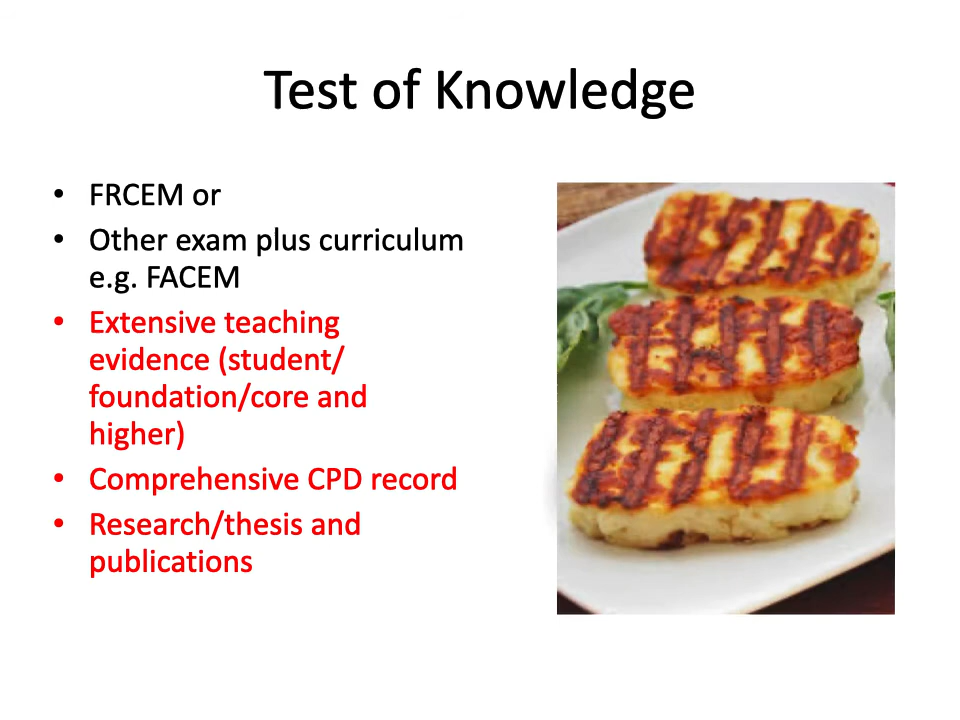 Test of Knowledge
• FRCEM or
• Other exam plus curriculum
e.g. FACEM
• Extensive teaching
evidence (student/
foundation/core and
higher)
• Comprehensive CPD record
• Research/thesis and
publications